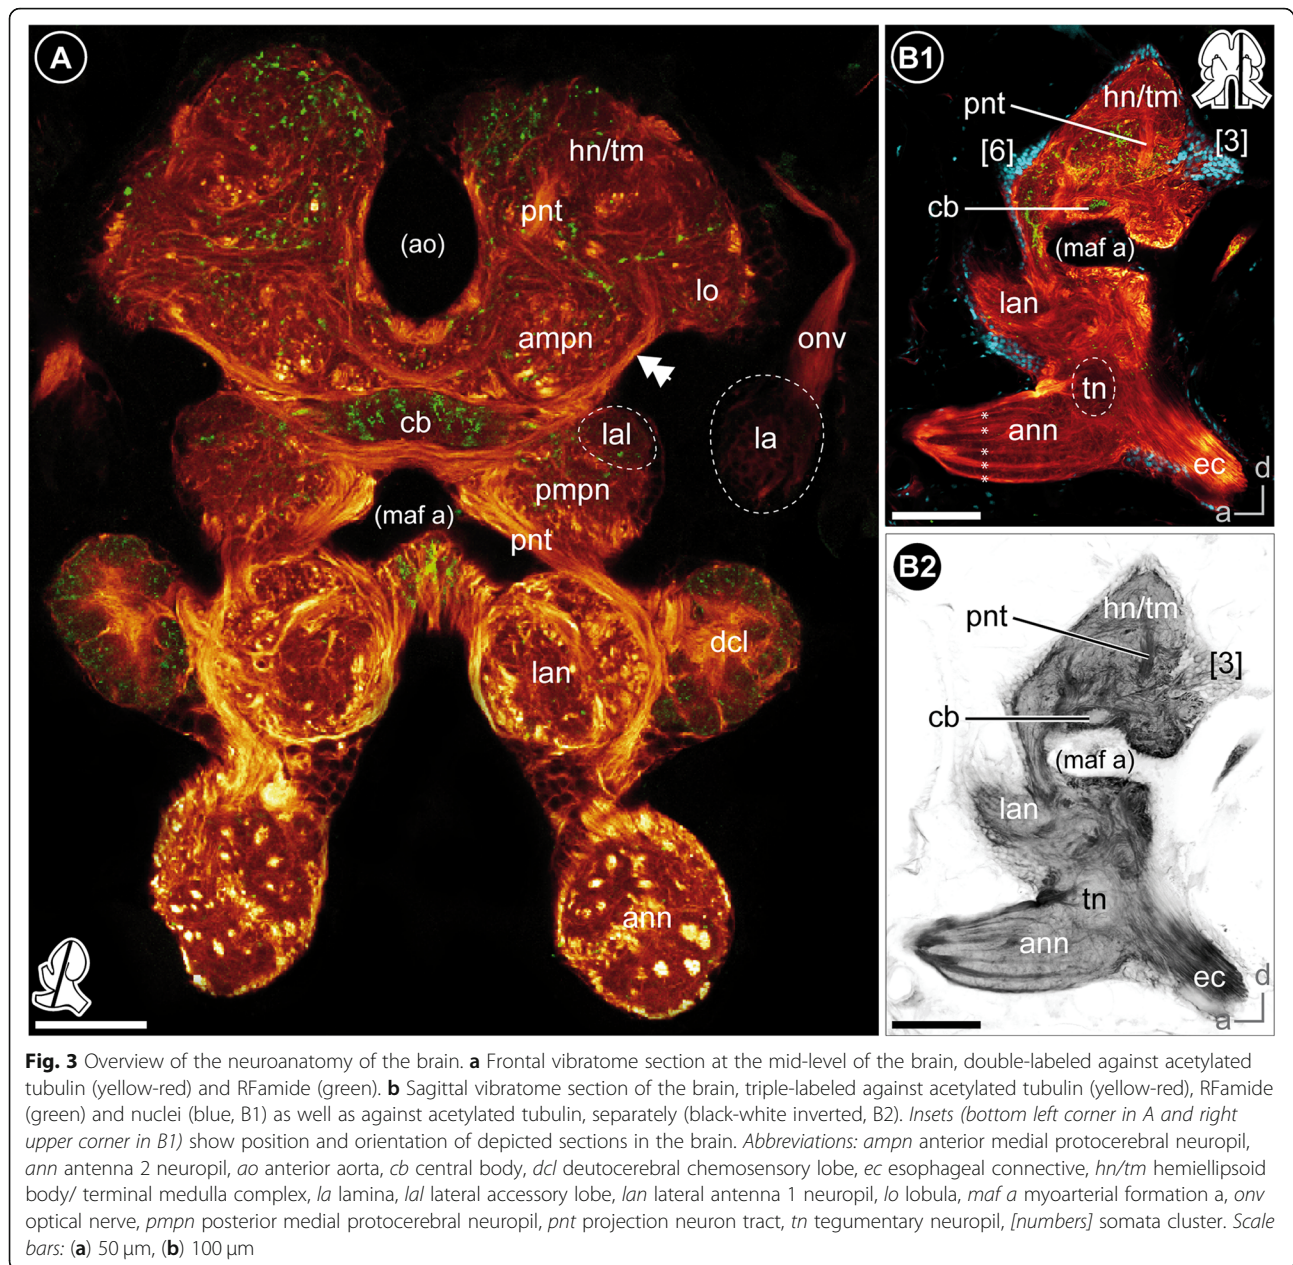 A
hn/tm
pnt
(ao)
lo
ampn
onv
cb
lal
la
pmpn
(maf a)
pnt
dcl
lan
ann
B1
hn/tm
pnt
[6]
[3]
cb
(maf a)
lan
tn
* * * * * *
ann
ec
d
a
B2
hn/tm
pnt
[3]
cb
(maf a)
lan
tn
ann
ec
d
a
Fig. 3 Overview of the neuroanatomy of the brain. a Frontal vibratome section at the mid-level of the brain, double-labeled against acetylated
tubulin (yellow-red) and RFamide (green). b Sagittal vibratome section of the brain, triple-labeled against acetylated tubulin (yellow-red), RFamide
(green) and nuclei (blue, B1) as well as against acetylated tubulin, separately (black-white inverted, B2). Insets (bottom left corner in A and right
upper corner in B1) show position and orientation of depicted sections in the brain. Abbreviations: ampn anterior medial protocerebral neuropil,
ann antenna 2 neuropil, ao anterior aorta, cb central body, dcl deutocerebral chemosensory lobe, ec esophageal connective, hn/tm hemiellipsoid
body/ terminal medulla complex, la lamina, lal lateral accessory lobe, lan lateral antenna 1 neuropil, lo lobula, maf a myoarterial formation a, onv
optical nerve, pmpn posterior medial protocerebral neuropil, pnt projection neuron tract, tn tegumentary neuropil, [numbers] somata cluster. Scale
bars: (a) 50 μm, (b) 100 μm